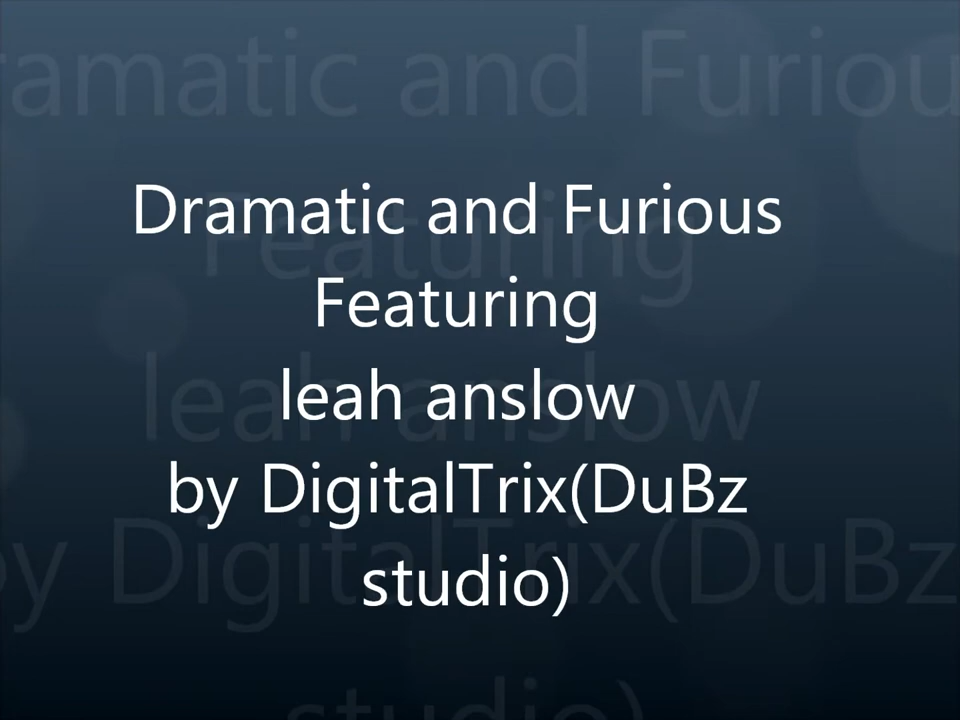 Dramatic and Furious
Featuring
leah anslow
by DigitalTrix(DuBz
studio)